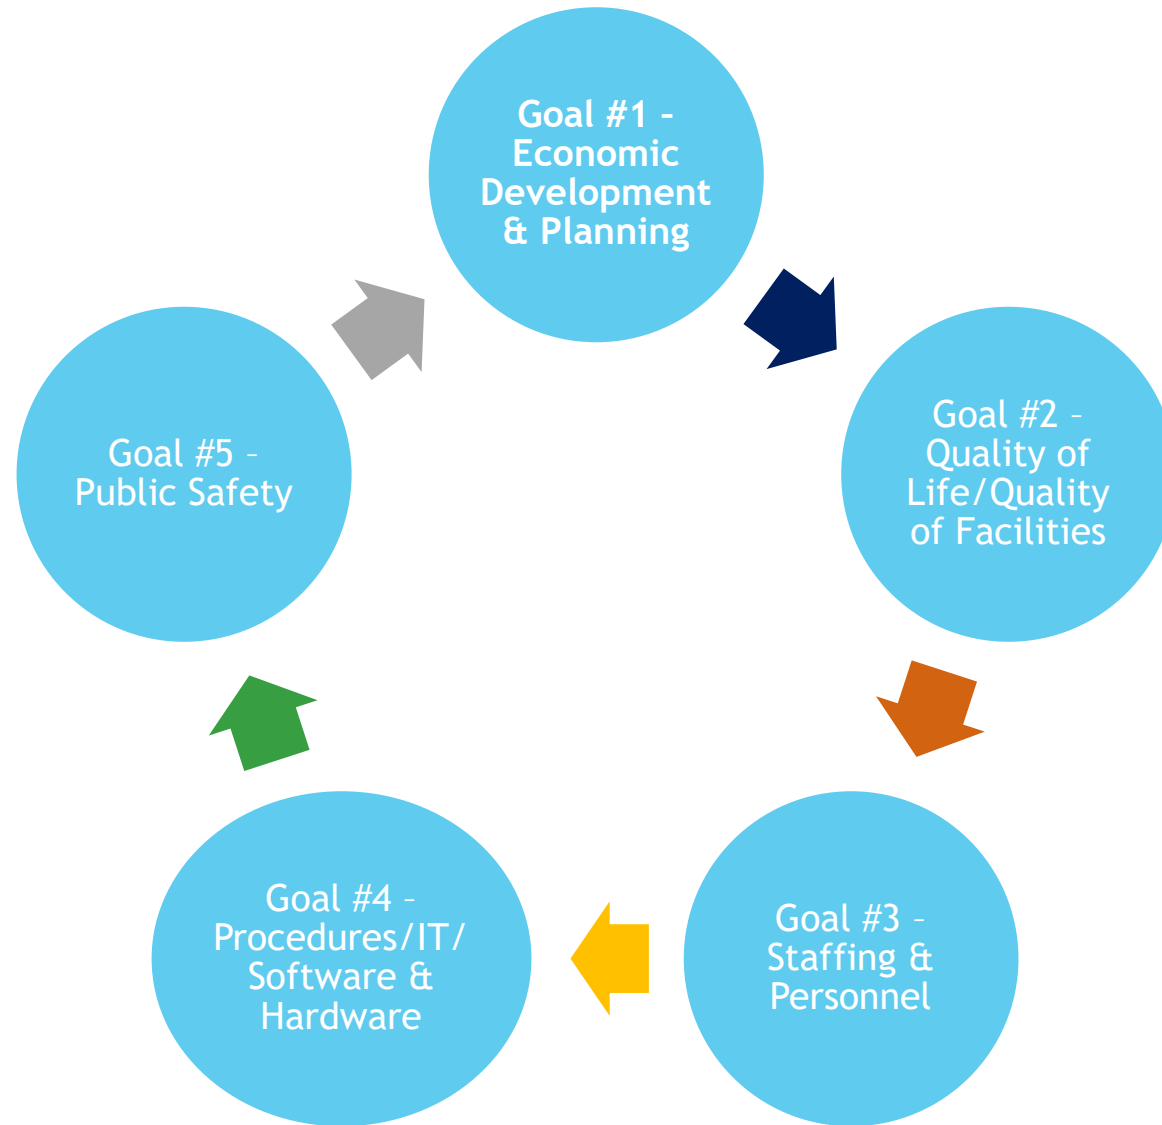 Goal #1 –
Economic
Development
& Planning
Goal #2 –
Quality of
Life/Quality
of Facilities
Goal #3 –
Staffing &
Personnel
Goal #4 –
Procedures/IT/
Software &
Hardware
Goal #5 –
Public Safety